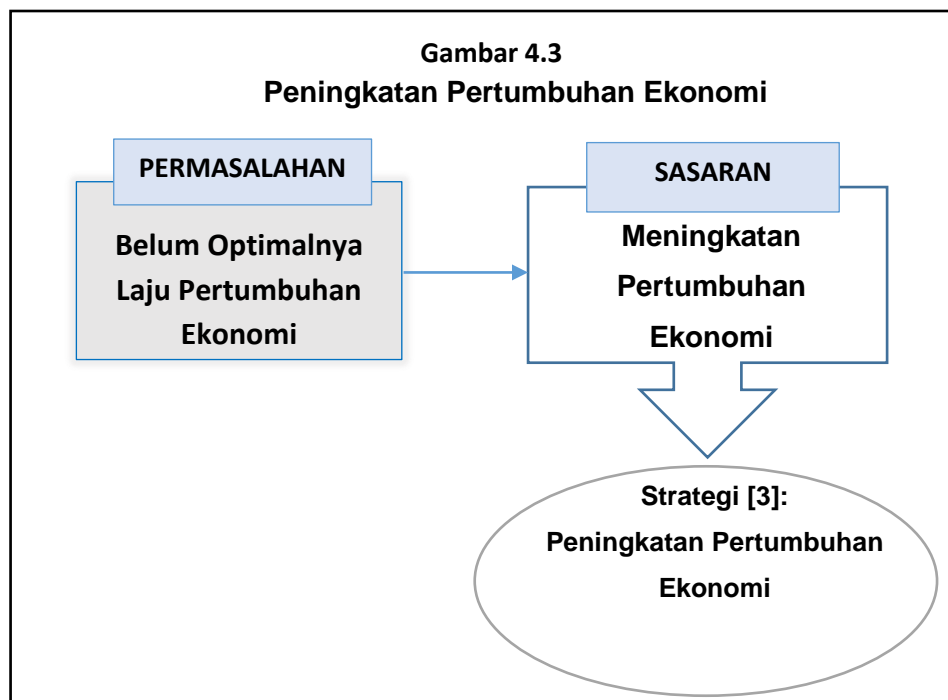 Gambar 4.3
Peningkatan Pertumbuhan Ekonomi
PERMASALAHAN
Belum Optimalnya
Laju Pertumbuhan
Ekonomi
SASARAN
Meningkatan
Pertumbuhan
Ekonomi
Strategi [3]:
Peningkatan Pertumbuhan
Ekonomi